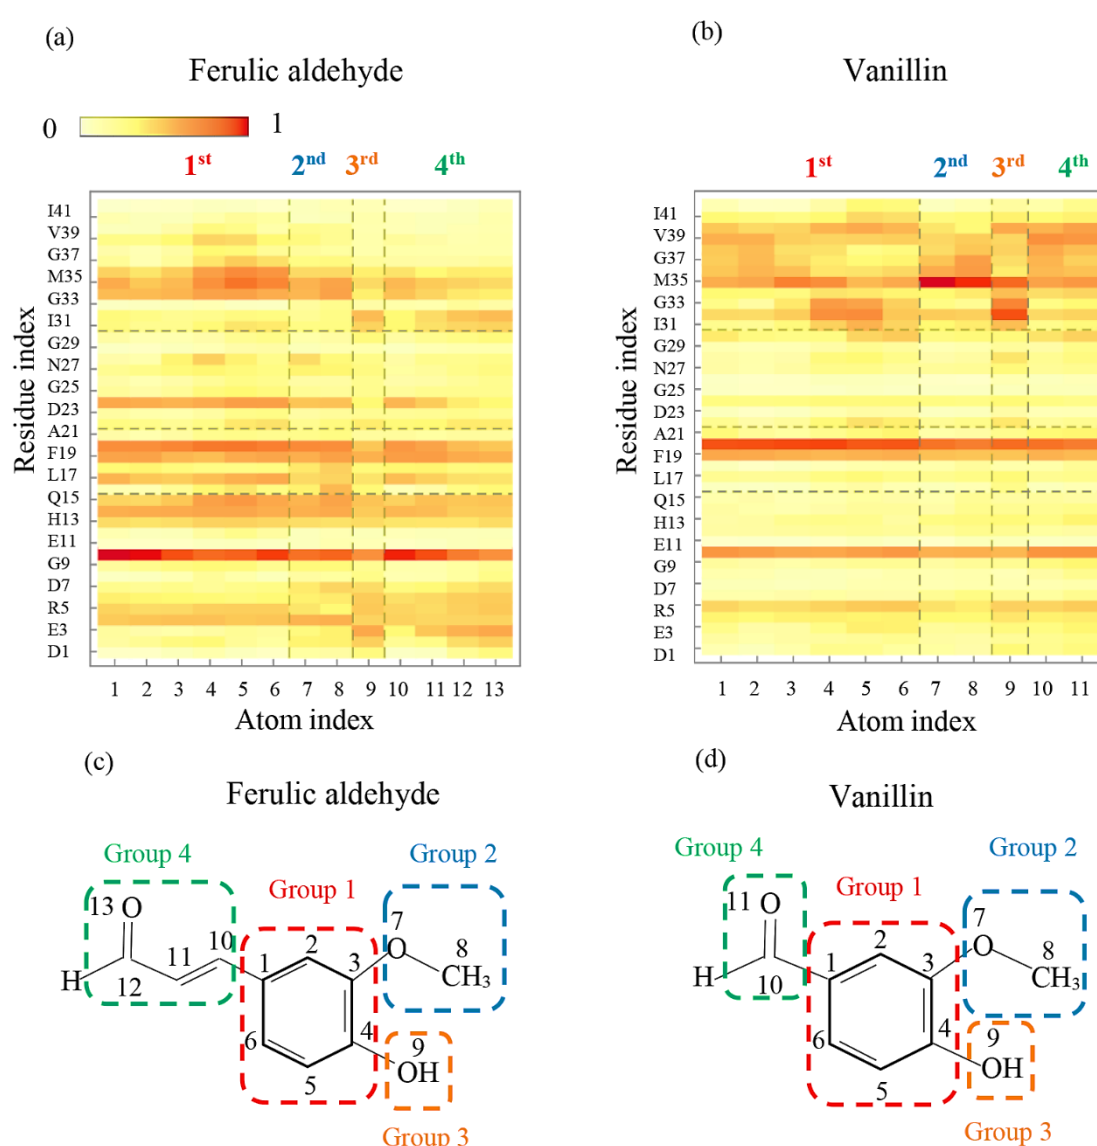 (a)
Ferulic aldehyde
0 1
1st 2nd 3rd 4th
Residue index
I41
V39
G37
M35
G33
I31
G29
N27
G25
D23
A21
F19
L17
Q15
H13
E11
G9
D7
R5
E3
D1
1 2 3 4 5 6 7 8 9 10 11 12 13
Atom index
(b)
Vanillin
1st 2nd 3rd 4th
Residue index
I41
V39
G37
M35
G33
I31
G29
N27
G25
D23
A21
F19
L17
Q15
H13
E11
G9
D7
R5
E3
D1
1 2 3 4 5 6 7 8 9 10 11
Atom index
(c)
Ferulic aldehyde
Group 4
Group 2
Group 1
13 O
7
11 10
2
O
8
1
3
CH3
H
12
6
4
9
OH
5
Group 3
(d)
Vanillin
Group 4
Group 2
Group 1
11 O
7
2
O
8
1
3
CH3
H
10
6
4
9
OH
5
Group 3